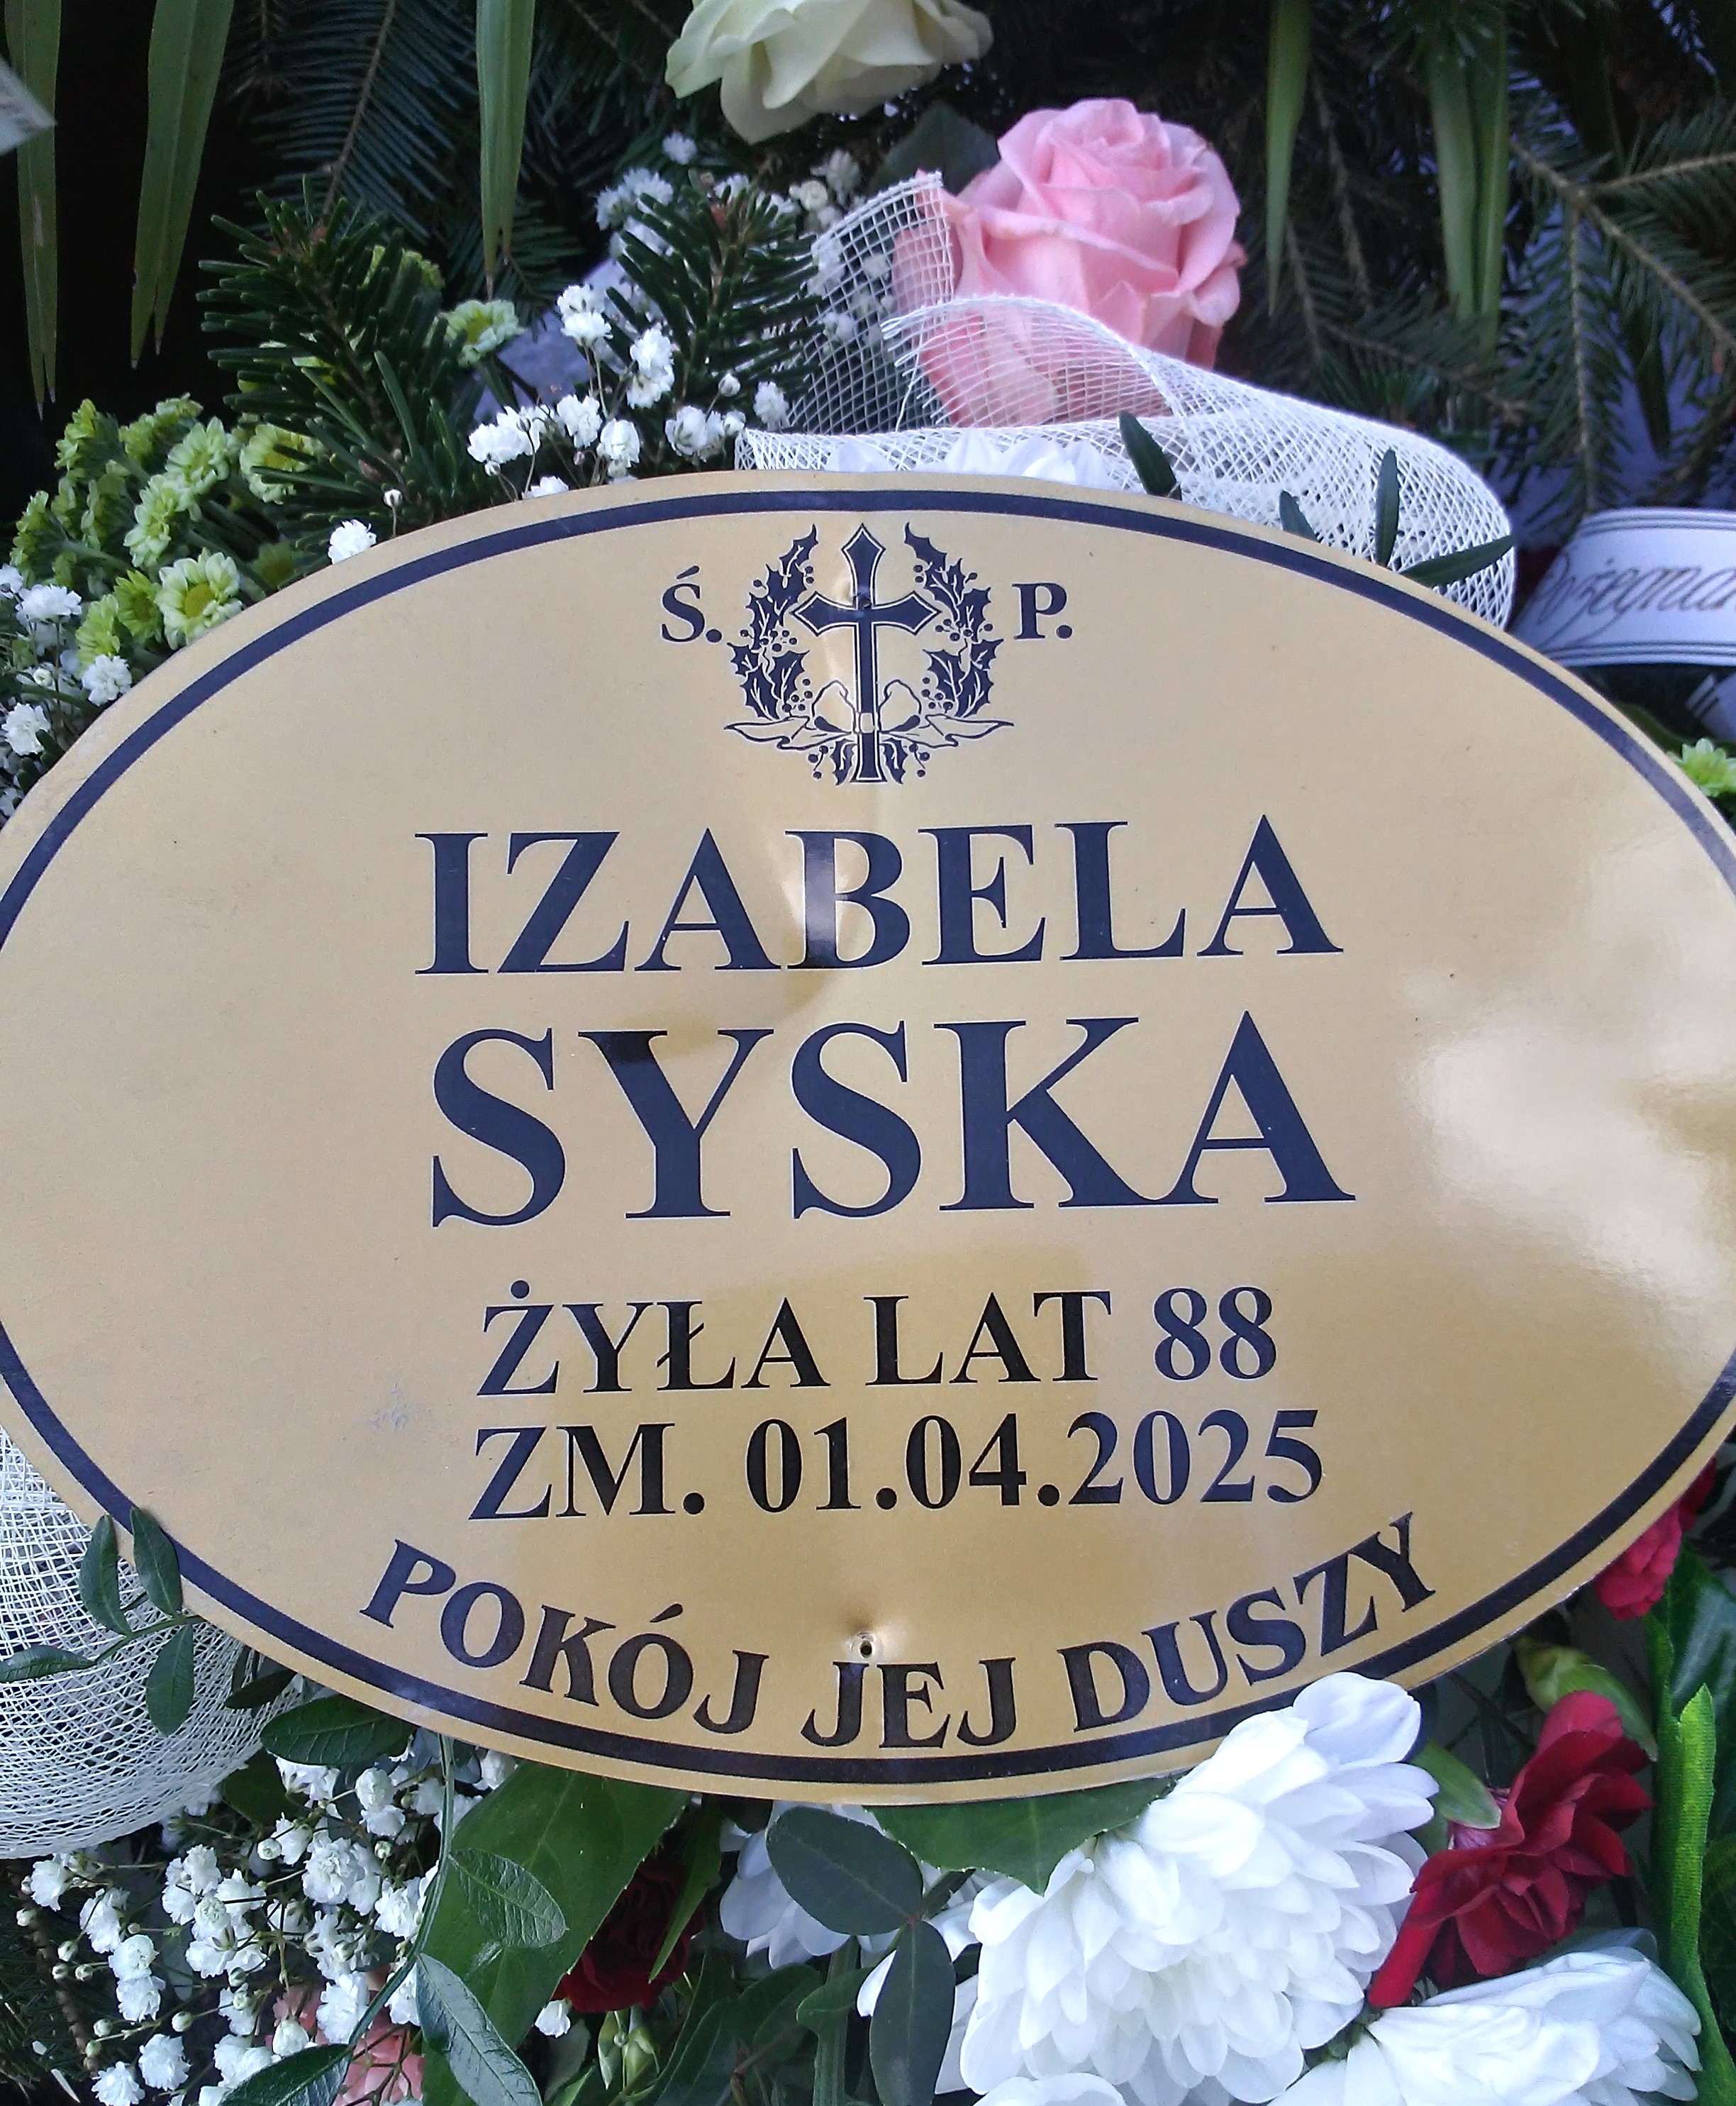 Ś. P.
IZABELA
SYSKA
ŻYŁA LAT 88
ZM. 01.04.2025
POKÓJ JEJ DUSZY